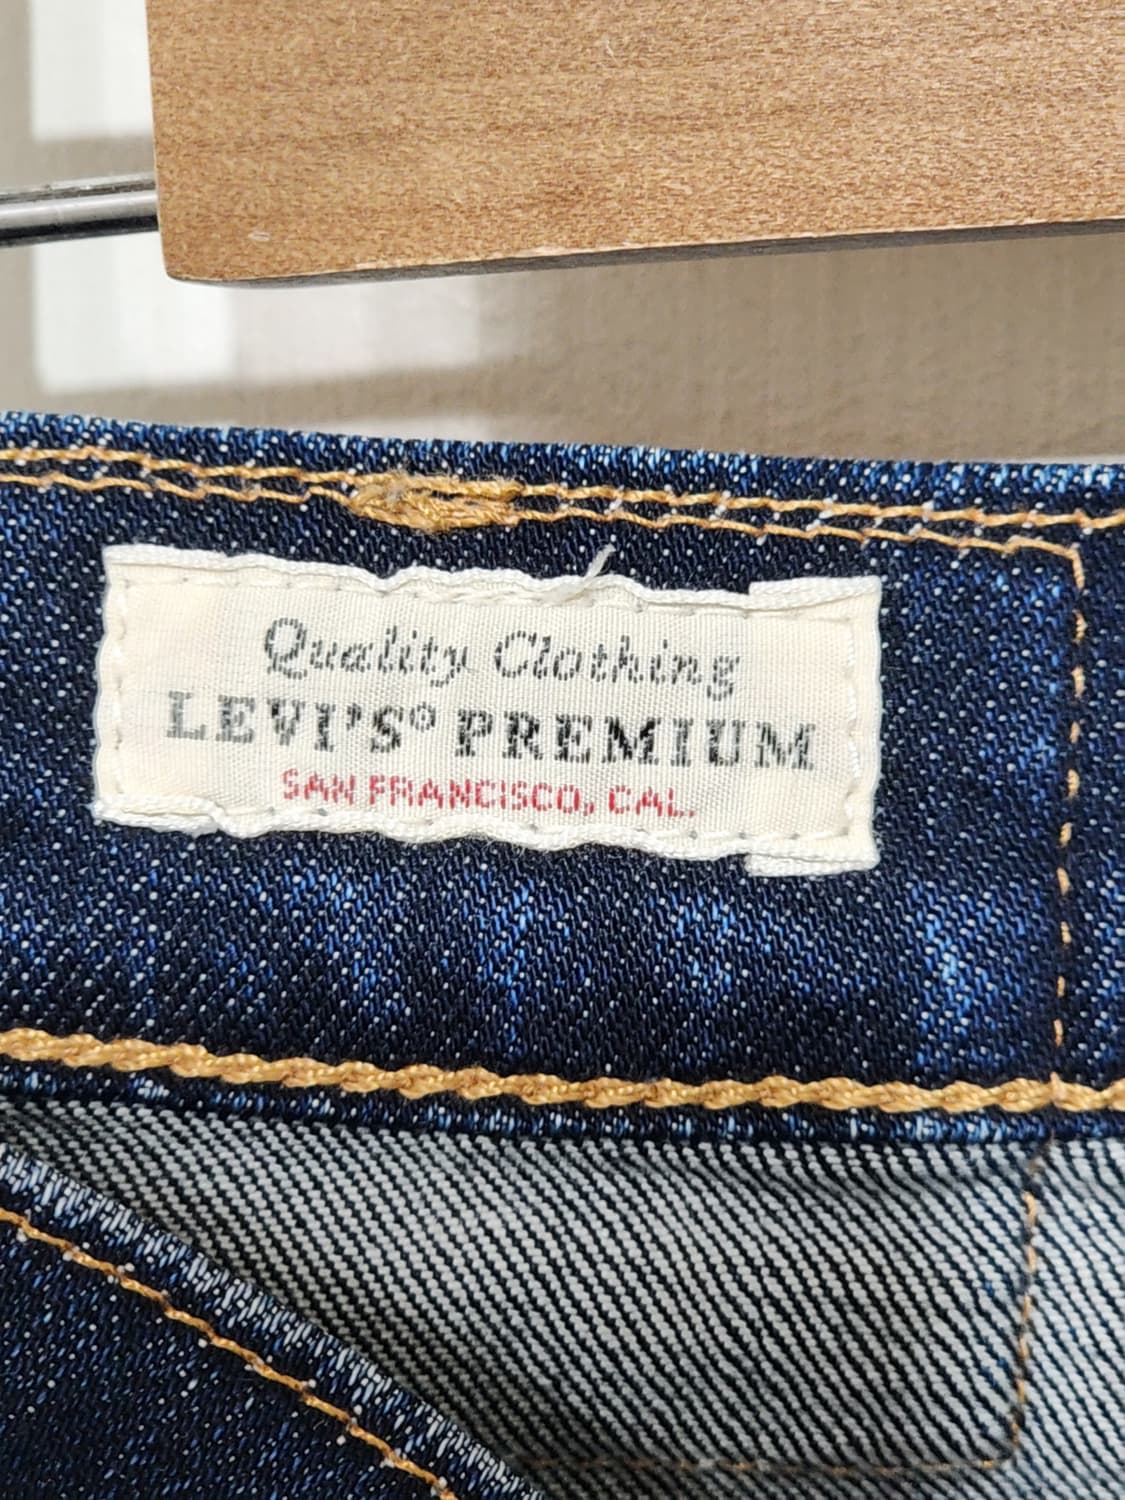 Quality Clothing
LEVI'S® PREMIUM
SAN FRANCISCO, CAL.